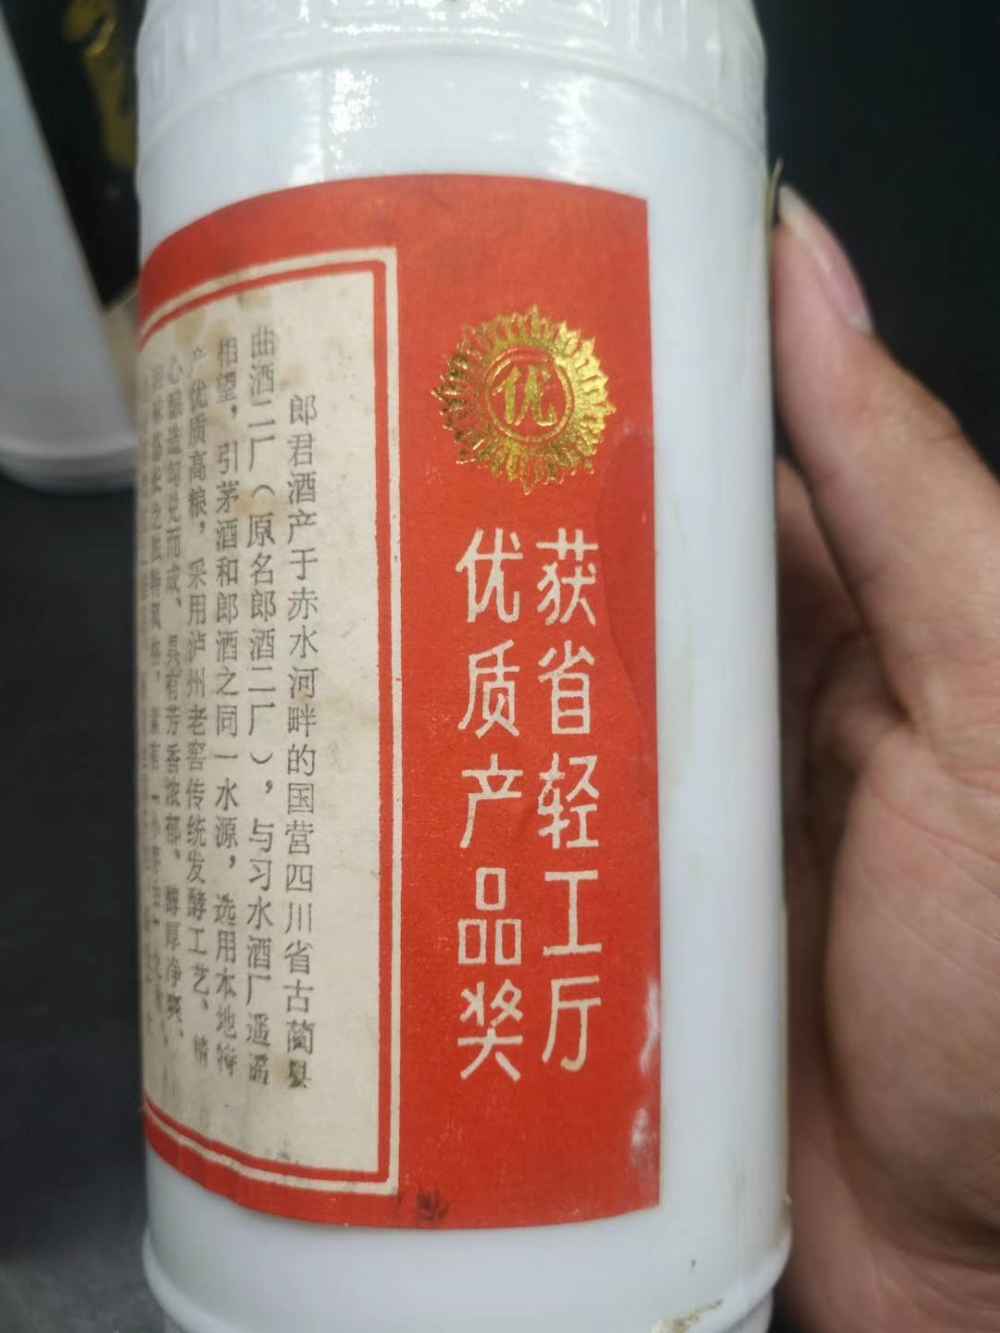 优
获省轻工厅
优质产品奖
郎君酒产于赤水河畔的国营四川省古蔺县
曲酒二厂（原名郎酒二厂），与习水酒厂遥遥
相望，引茅酒和郎酒之同一水源，选用本地特
产优质高粮，采用泸州老窖传统发酵工艺、精
心酿造勾兑而成、具有芳香浓郁，醇厚净爽、